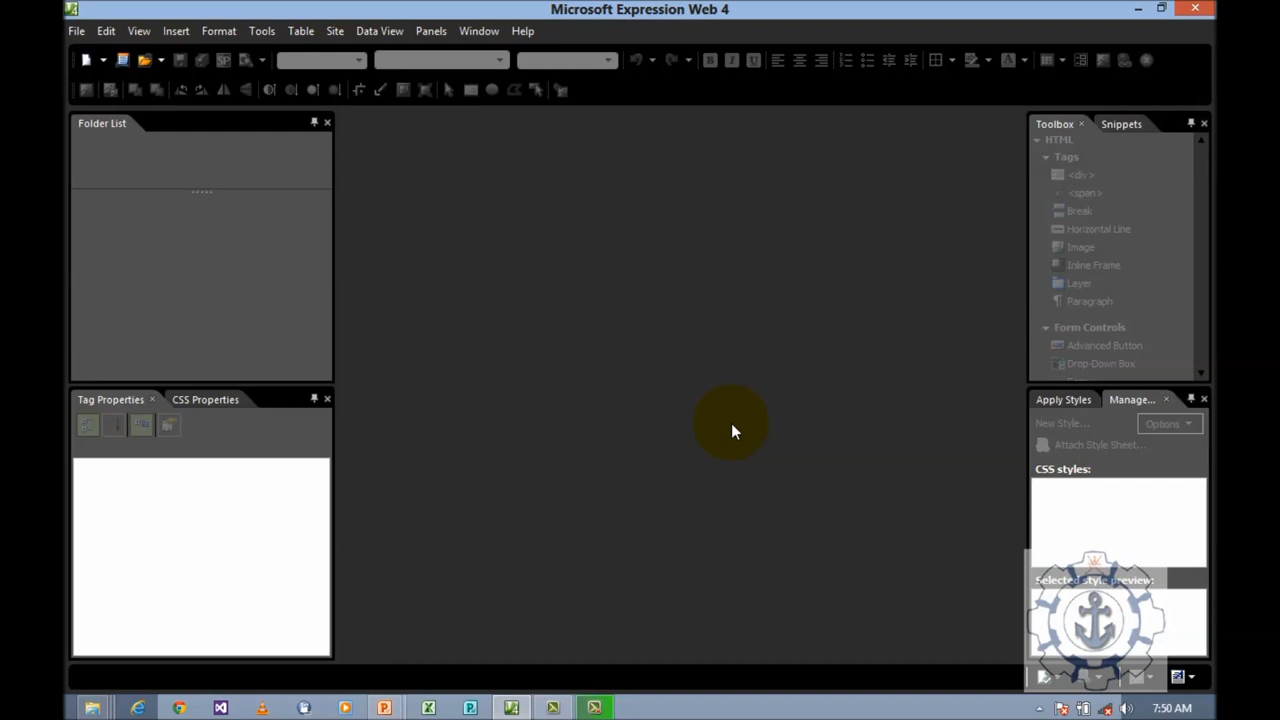 Microsoft Expression Web 4
File Edit View Insert Format Tools Table Site Data View Panels Window Help
SP
B I U A
Folder List
Toolbox Snippets
HTML
Tags
<div>
<span>
Break
Horizontal Line
Image
Inline Frame
Layer
Paragraph
Form Controls
Advanced Button
Drop-Down Box
Tag Properties CSS Properties
Apply Styles Manage...
New Style... Options
Attach Style Sheet...
CSS styles:
Selected style preview:
7:50 AM